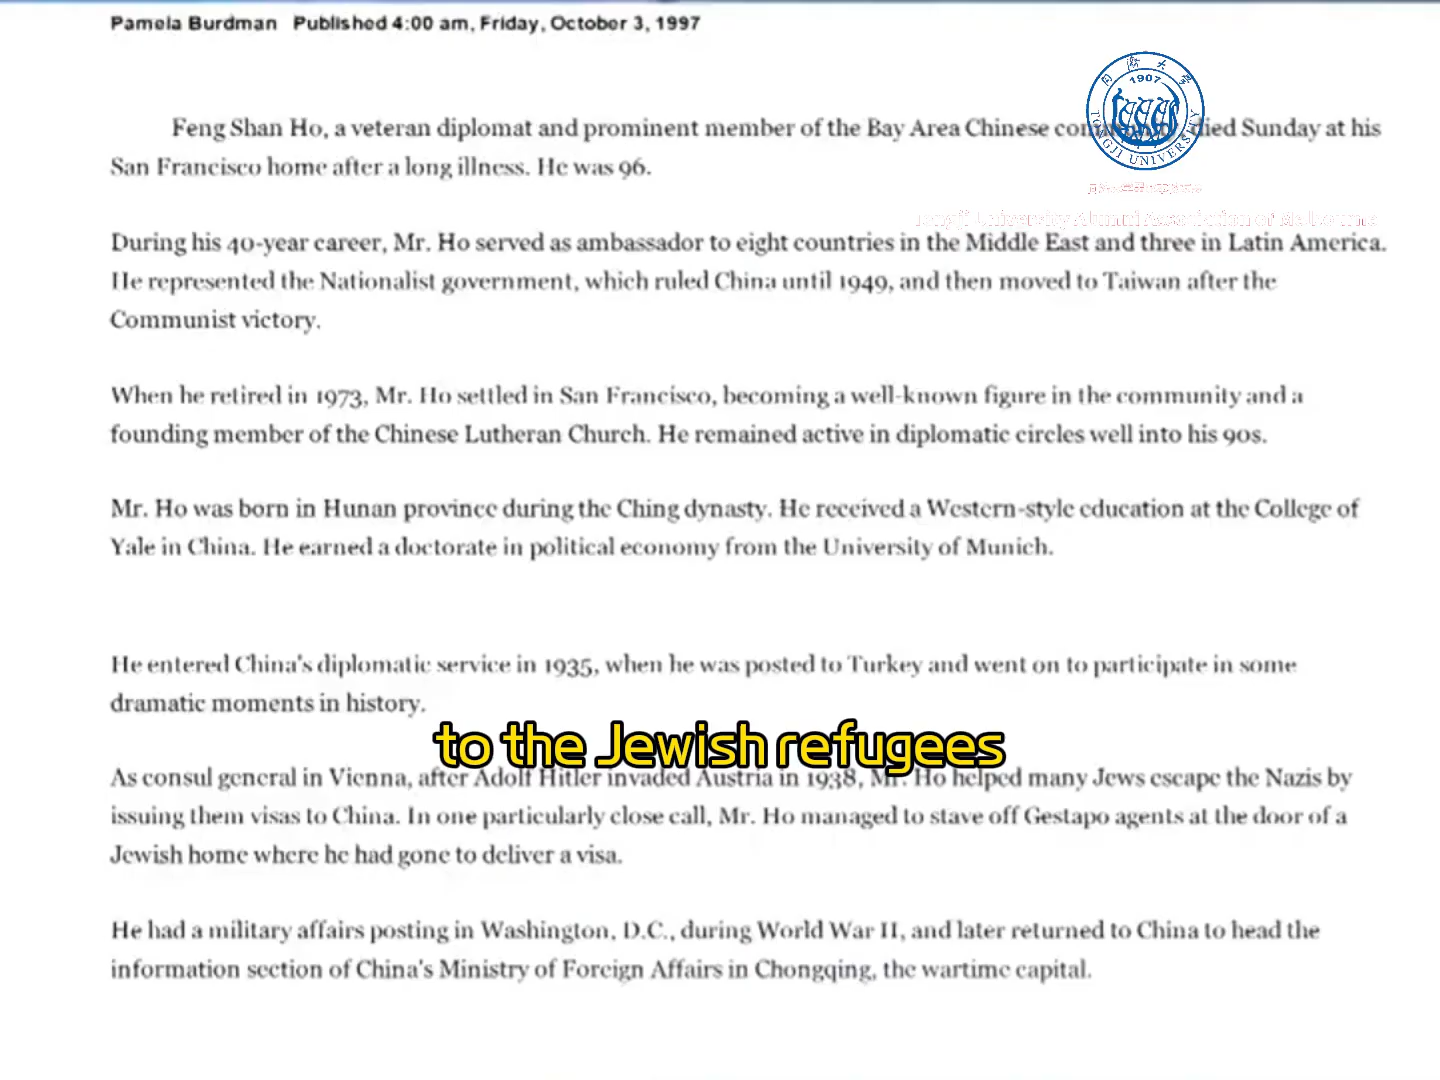 Pamela Burdman Published 4:00 am, Friday, October 3, 1997
1907
TONGJI UNIVERSITY
Feng Shan Ho, a veteran diplomat and prominent member of the Bay Area Chinese died Sunday at his
San Francisco home after a long illness. He was 96.
Tongji University Alumni Association of Melbourne
During his 40-year career, Mr. Ho served as ambassador to eight countries in the Middle East and three in Latin America.
He represented the Nationalist government, which ruled China until 1949, and then moved to Taiwan after the
Communist victory.
When he retired in 1973, Mr. Ho settled in San Francisco, becoming a well-known figure in the community and a
founding member of the Chinese Lutheran Church. He remained active in diplomatic circles well into his 90s.
Mr. Ho was born in Hunan province during the Ching dynasty. He received a Western-style education at the College of
Yale in China. He earned a doctorate in political economy from the University of Munich.
He entered China's diplomatic service in 1935, when he was posted to Turkey and went on to participate in some
dramatic moments in history.
to the Jewish refugees
As consul general in Vienna, after Adolf Hitler invaded Austria in 1938, Mr. Ho helped many Jews escape the Nazis by
issuing them visas to China. In one particularly close call, Mr. Ho managed to stave off Gestapo agents at the door of a
Jewish home where he had gone to deliver a visa.
He had a military affairs posting in Washington, D.C., during World War II, and later returned to China to head the
information section of China's Ministry of Foreign Affairs in Chongqing, the wartime capital.